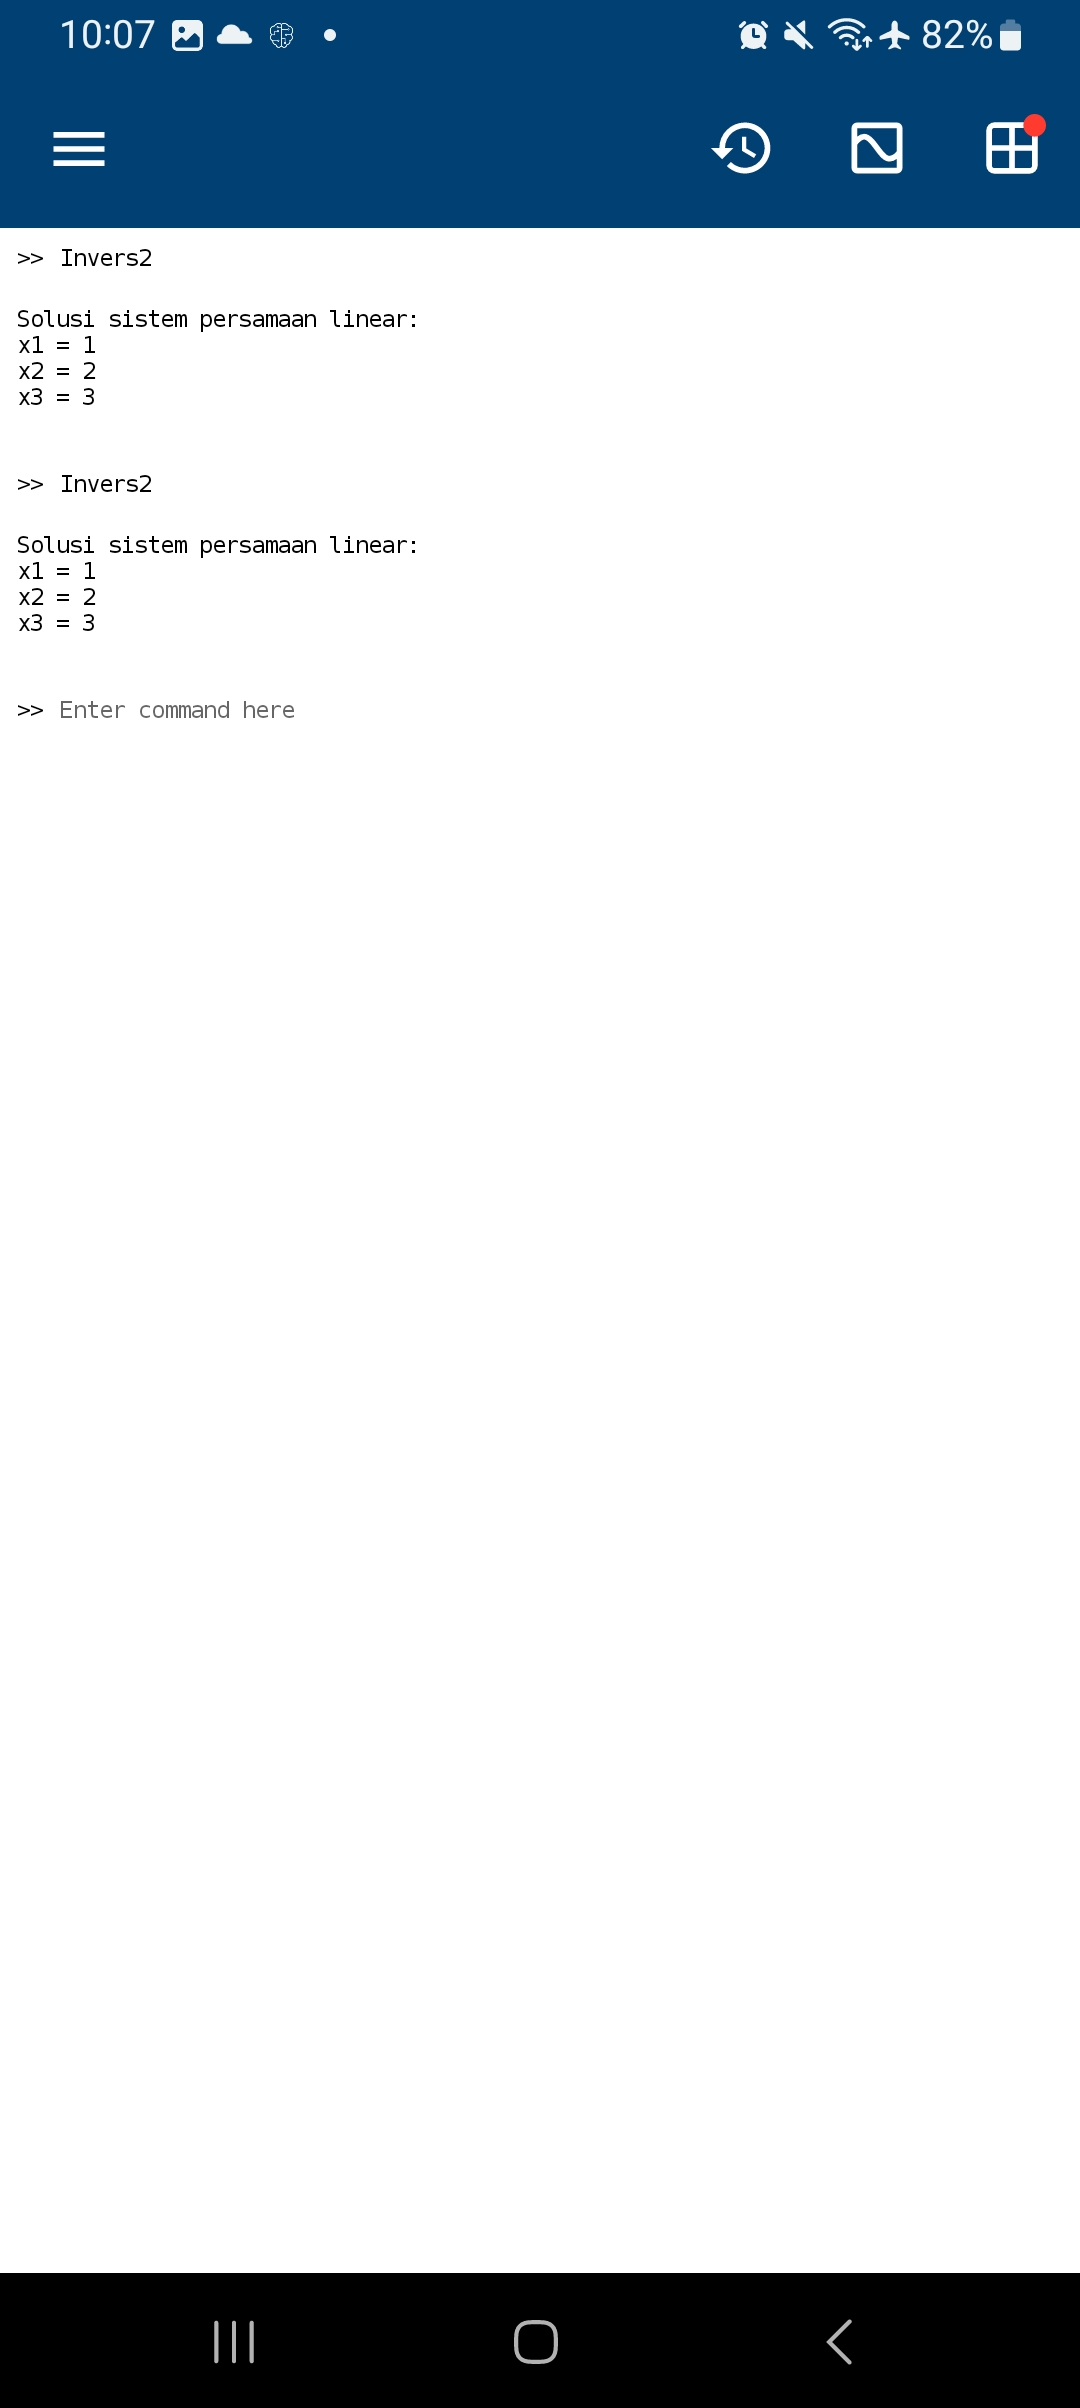 10:07 82%
>> Invers2
Solusi sistem persamaan linear:
x1 = 1
x2 = 2
x3 = 3
>> Invers2
Solusi sistem persamaan linear:
x1 = 1
x2 = 2
x3 = 3
>> Enter command here